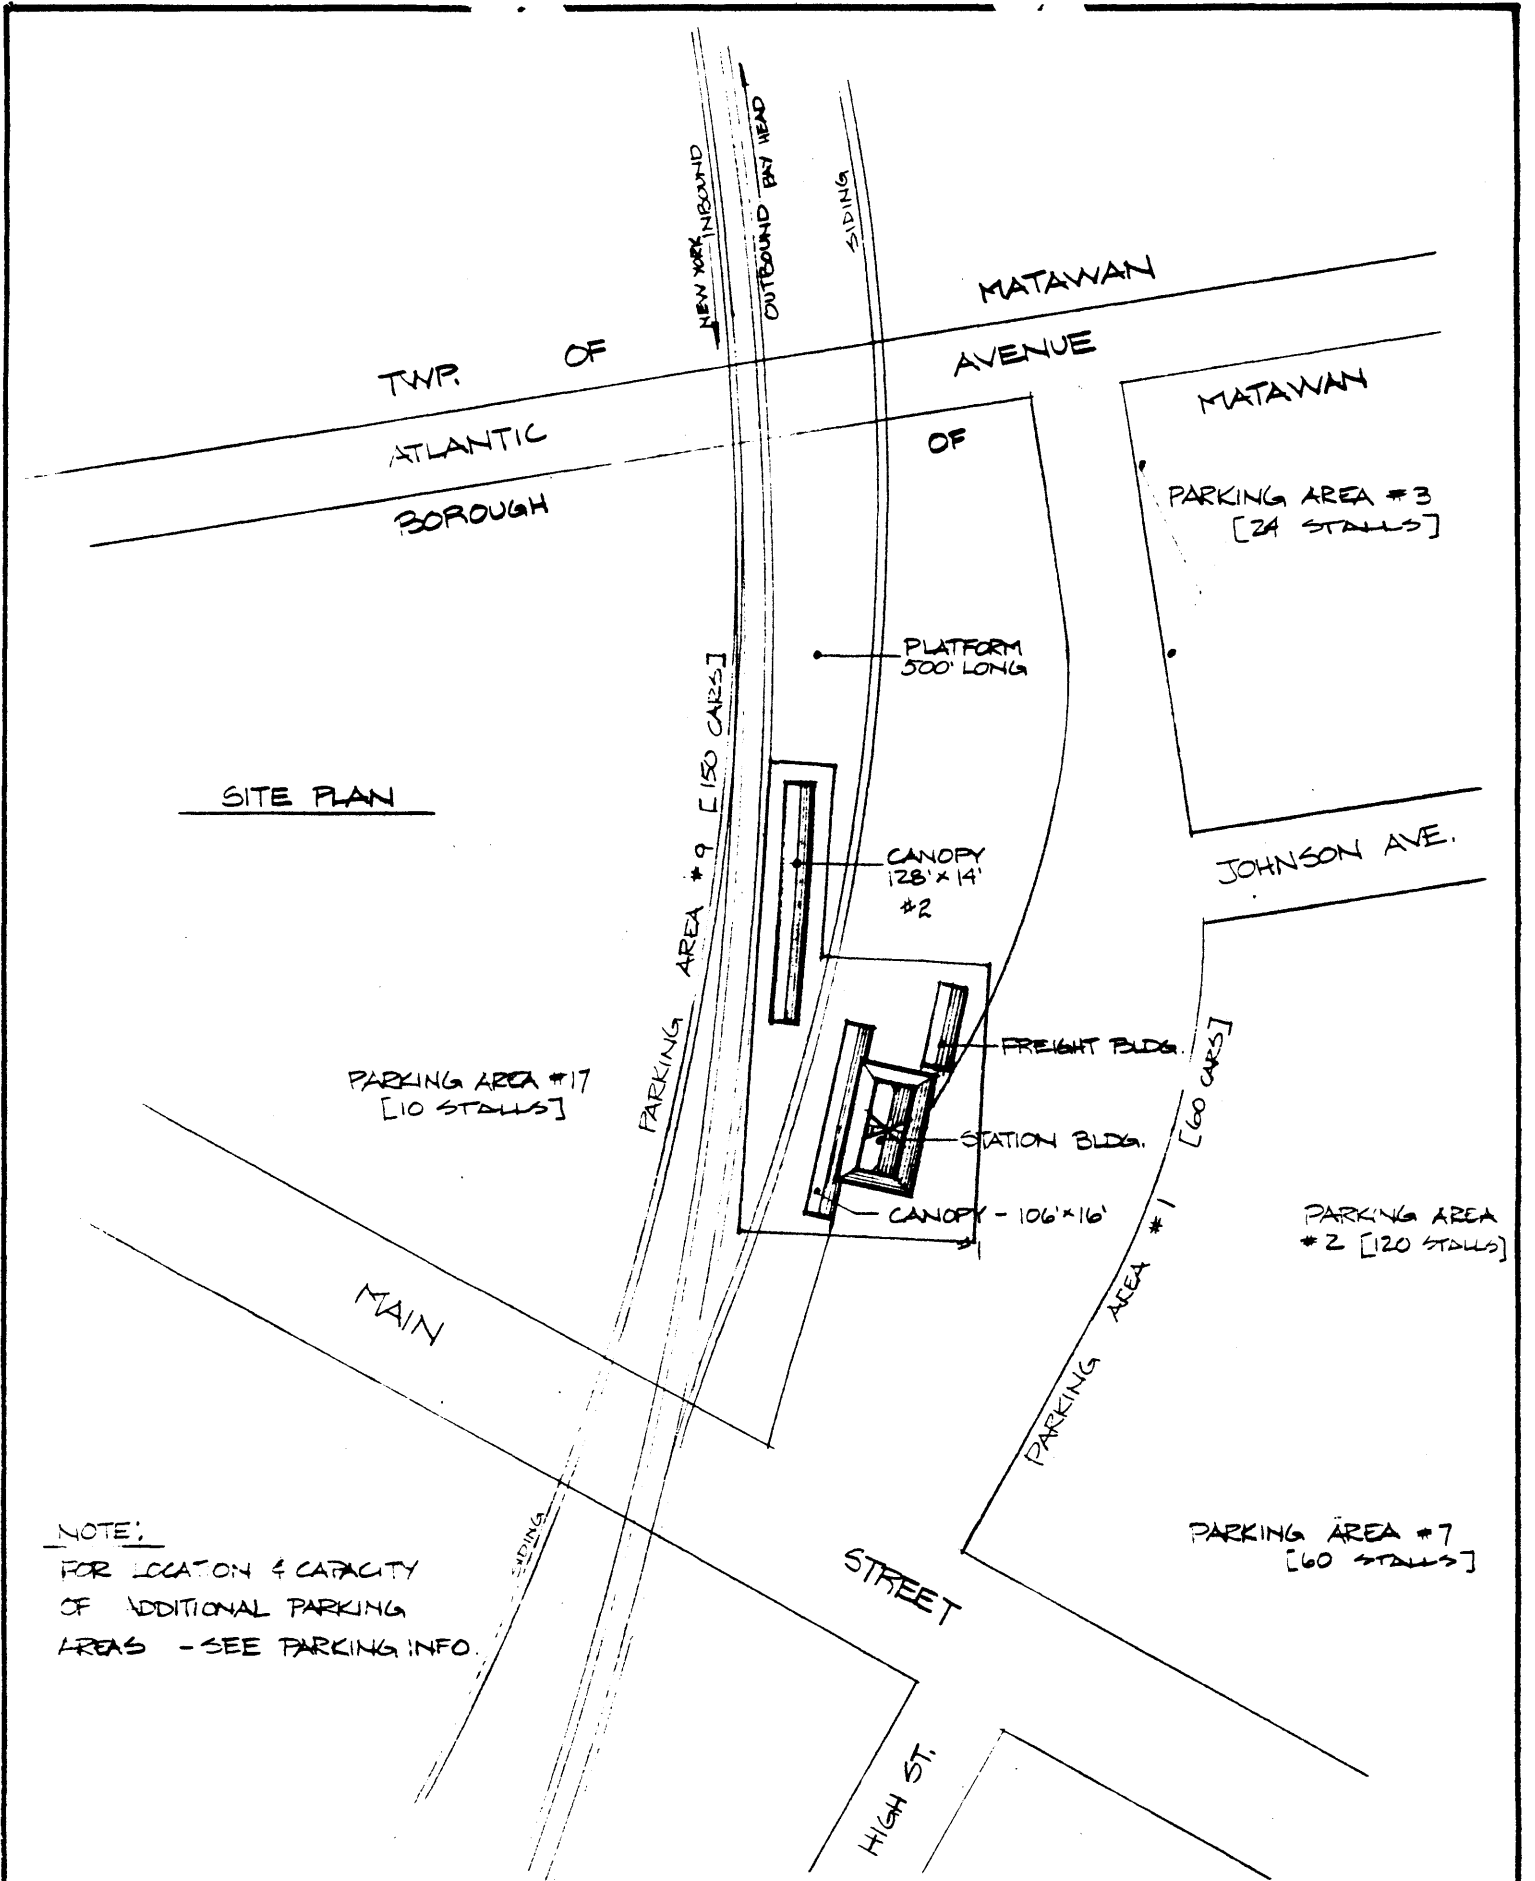 NEW YORK INBOUND
OUTBOUND BAY HEAD
SIDING
TWP. OF MATAWAN
ATLANTIC AVENUE
BOROUGH OF MATAWAN
PARKING AREA #3
[24 STALLS]
PLATFORM
500' LONG
PARKING AREA #9 [150 CARS]
SITE PLAN
CANOPY
128' x 14'
#2
JOHNSON AVE.
FREIGHT BLDG.
PARKING AREA #17
[10 STALLS]
STATION BLDG.
CANOPY - 106' x 16'
#1
PARKING AREA #1 [60 CARS]
PARKING AREA
#2 [120 STALLS]
MAIN STREET
SIDING
PARKING AREA #7
[60 STALLS]
NOTE:
FOR LOCATION & CAPACITY
OF ADDITIONAL PARKING
AREAS - SEE PARKING INFO.
HIGH ST.